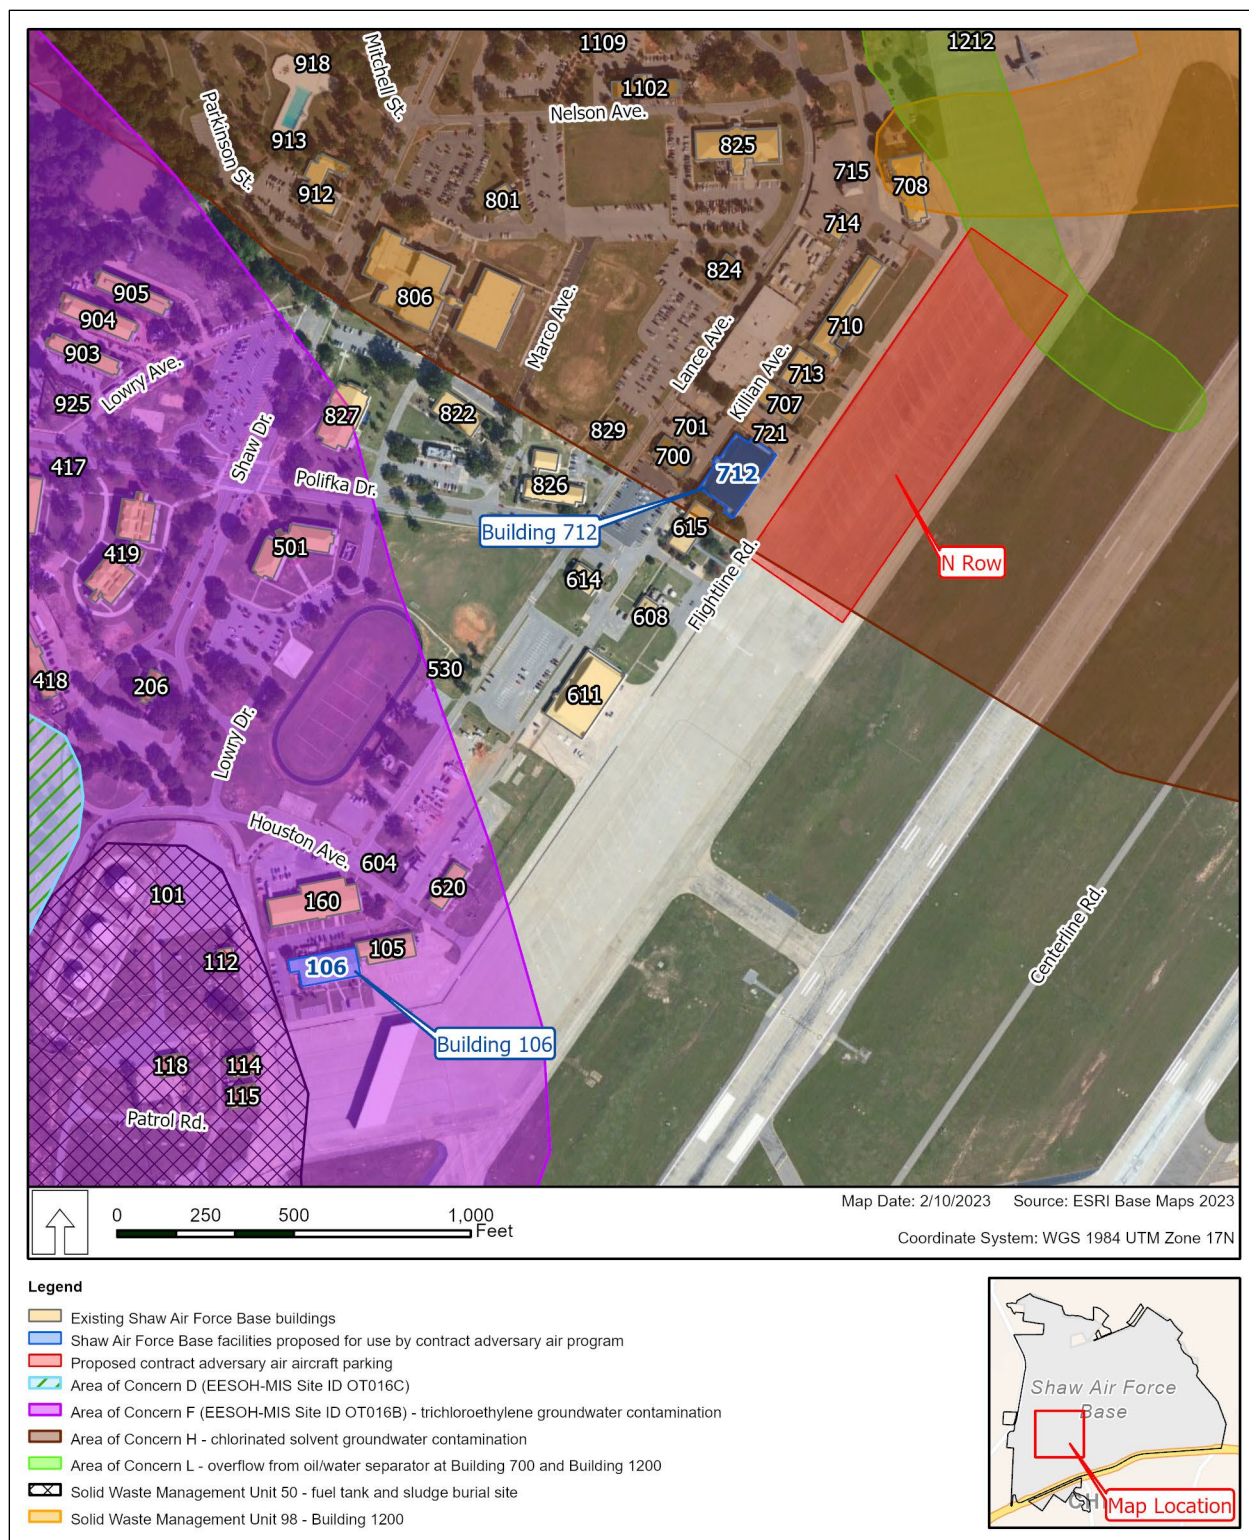 918
Mitchell St.
1109
1212
1102
Nelson Ave.
Parkinson St.
913
825
912
801
715
708
714
905
806
824
904
Marco Ave.
710
903
Lowry Ave.
Lance Ave.
Killian Ave.
713
925
827
822
707
829
701
721
417
Shaw Dr.
700
712
Polifka Dr.
826
Building 712
615
419
501
N Row
614
Flightline Rd.
608
418
206
530
611
Lowry Dr.
Houston Ave.
604
101
160
620
105
112
106
Centerline Rd.
Building 106
118
114
115
Patrol Rd.
0 250 500 1,000
Feet
Map Date: 2/10/2023 Source: ESRI Base Maps 2023
Coordinate System: WGS 1984 UTM Zone 17N
Legend
Existing Shaw Air Force Base buildings
Shaw Air Force Base facilities proposed for use by contract adversary air program
Proposed contract adversary air aircraft parking
Area of Concern D (EESOH-MIS Site ID OT016C)
Area of Concern F (EESOH-MIS Site ID OT016B) - trichloroethylene groundwater contamination
Area of Concern H - chlorinated solvent groundwater contamination
Area of Concern L - overflow from oil/water separator at Building 700 and Building 1200
Solid Waste Management Unit 50 - fuel tank and sludge burial site
Solid Waste Management Unit 98 - Building 1200
Shaw Air Force
Base
CH
Map Location